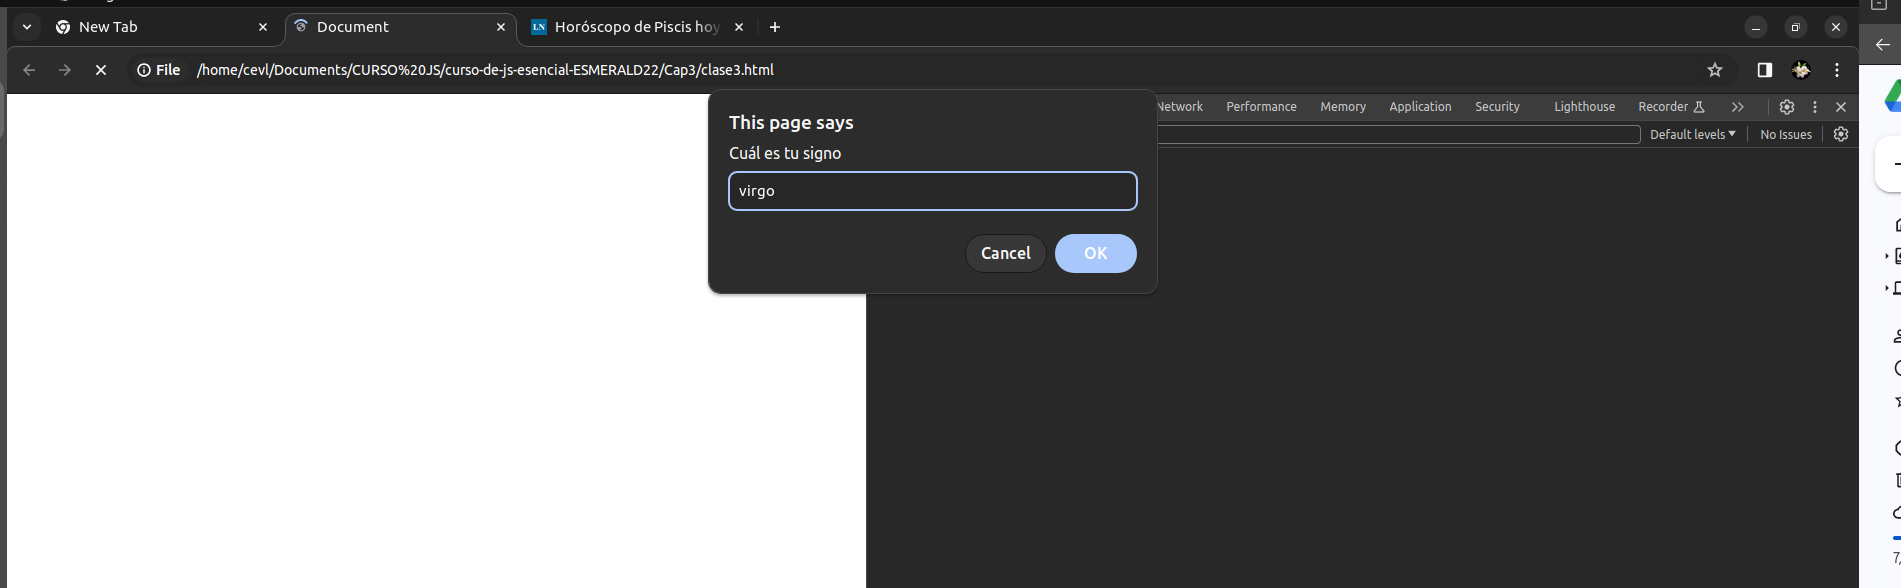 New Tab
Document
LN Horóscopo de Piscis hoy
File /home/cevl/Documents/CURSO%20JS/curso-de-js-esencial-ESMERALD22/Cap3/clase3.html
This page says
Cuál es tu signo
virgo
Cancel OK
Network Performance Memory Application Security Lighthouse Recorder
Default levels No Issues